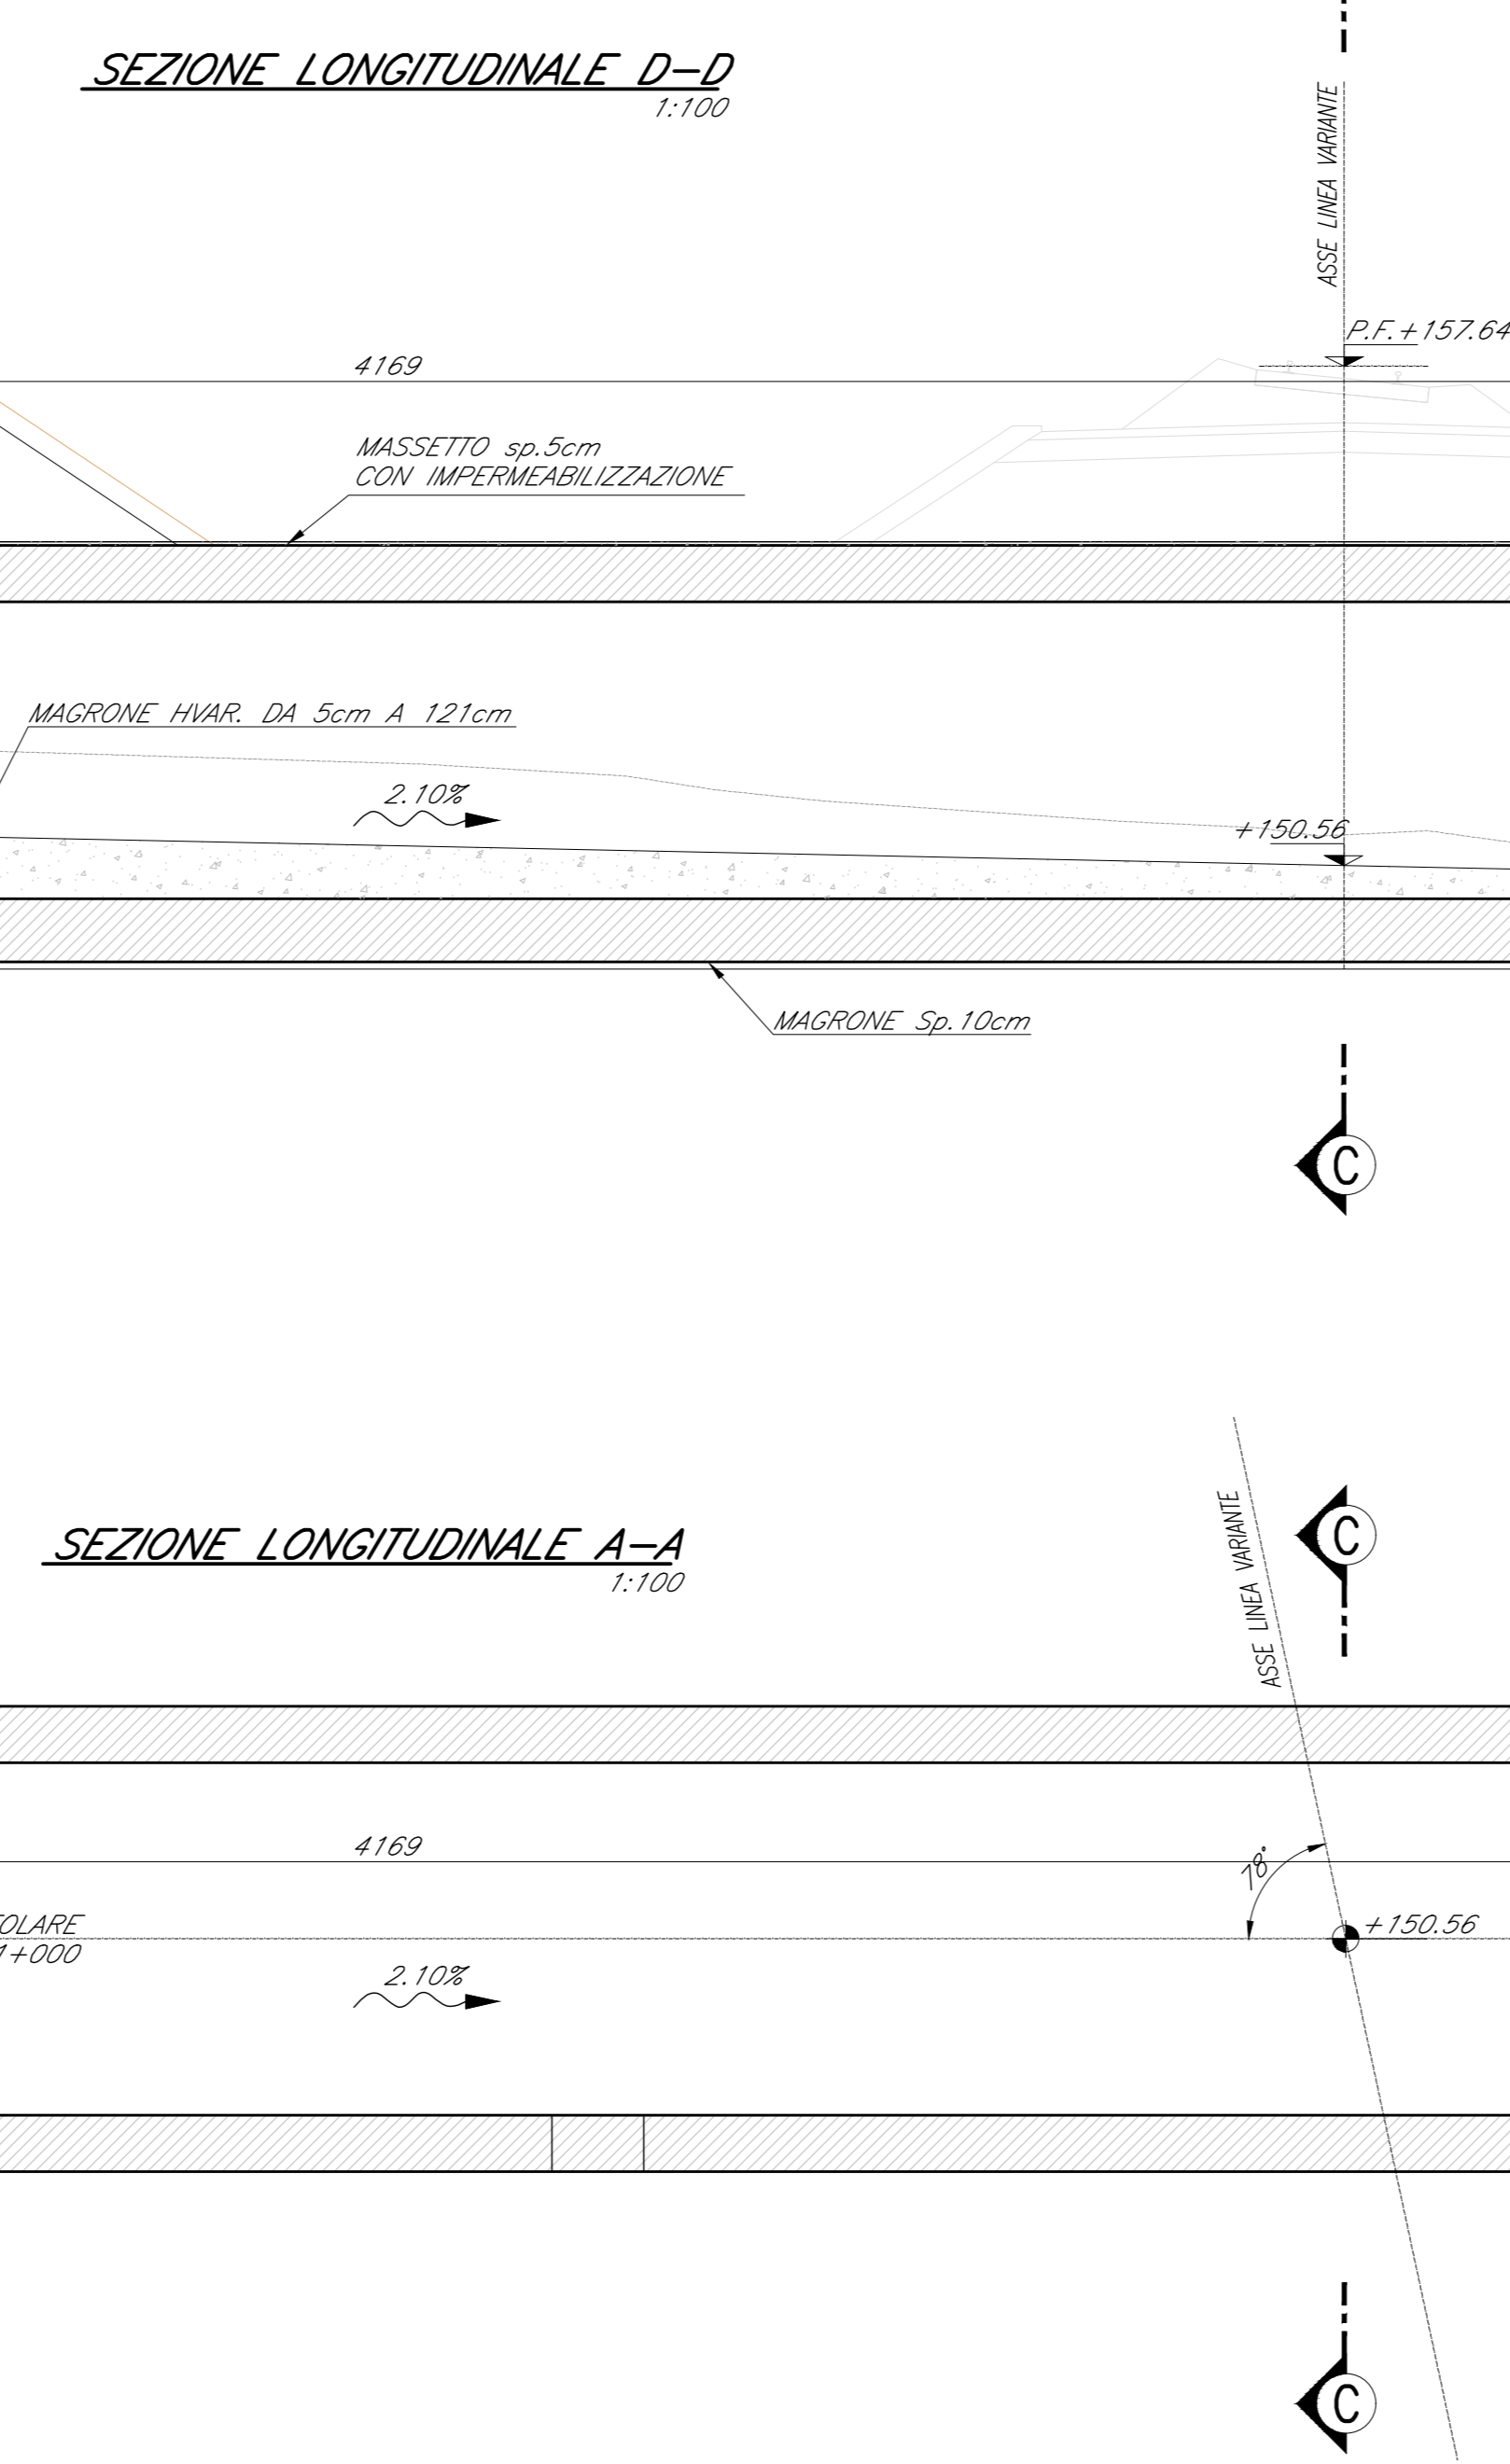 SEZIONE LONGITUDINALE D-D
1:100
ASSE LINEA VARIANTE
P.F.+157.64
4169
MASSETTO sp.5cm
CON IMPERMEABILIZZAZIONE
MAGRONE HVAR. DA 5cm A 121cm
2.10%
+150.56
MAGRONE Sp.10cm
C
SEZIONE LONGITUDINALE A-A
1:100
ASSE LINEA VARIANTE
C
4169
78°
OLARE
1+000
+150.56
2.10%
C